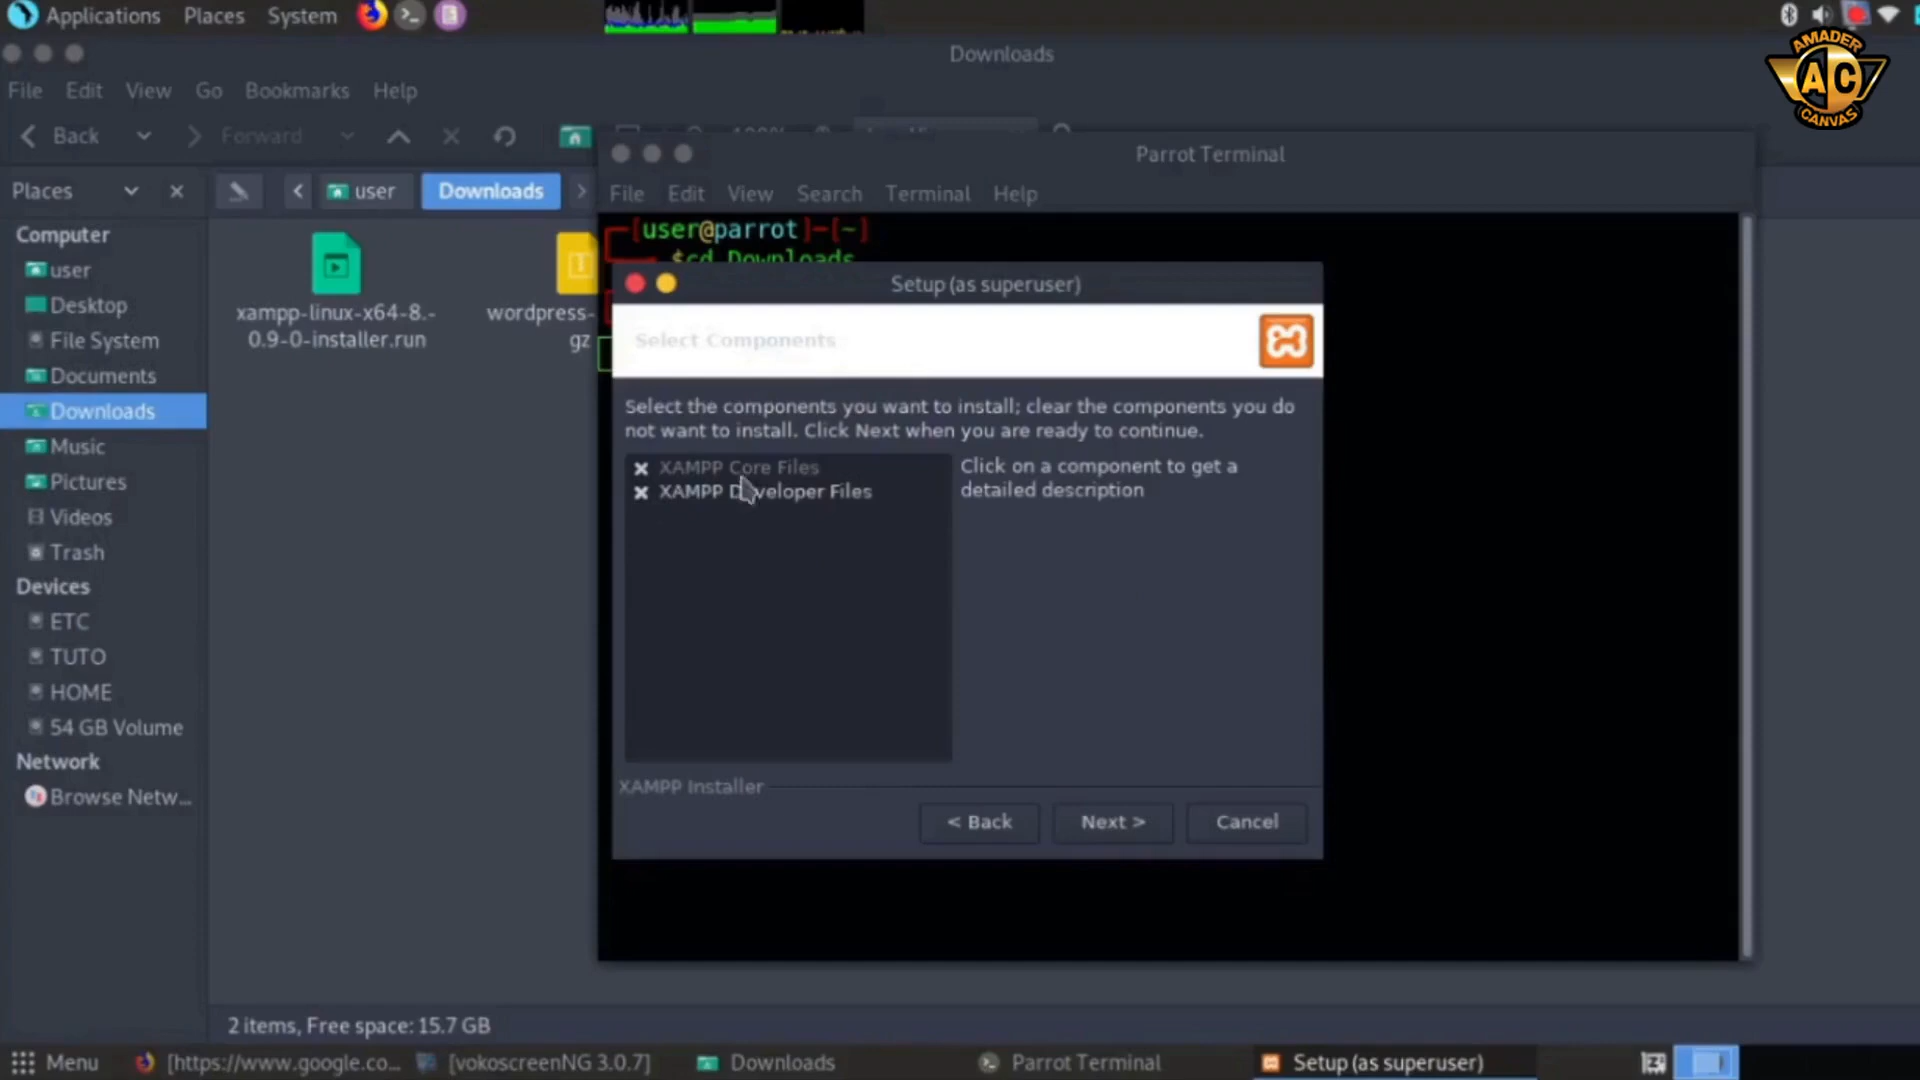 Applications Places System
AMADER
AC
CANVAS
Downloads
File Edit View Go Bookmarks Help
Back Forward
Parrot Terminal
Places
user Downloads
File Edit View Search Terminal Help
Computer
user
Desktop
File System
Documents
Downloads
Music
Pictures
Videos
Trash
Devices
ETC
TUTO
HOME
54 GB Volume
Network
Browse Netw...
xampp-linux-x64-8.-
0.9-0-installer.run
wordpress-
gz
[user@parrot]-[~]
$cd Downloads
Setup (as superuser)
Select Components
Select the components you want to install; clear the components you do
not want to install. Click Next when you are ready to continue.
XAMPP Core Files
XAMPP Developer Files
Click on a component to get a
detailed description
XAMPP Installer
< Back Next > Cancel
2 items, Free space: 15.7 GB
Menu [https://www.google.co... [vokoscreenNG 3.0.7] Downloads Parrot Terminal Setup (as superuser)